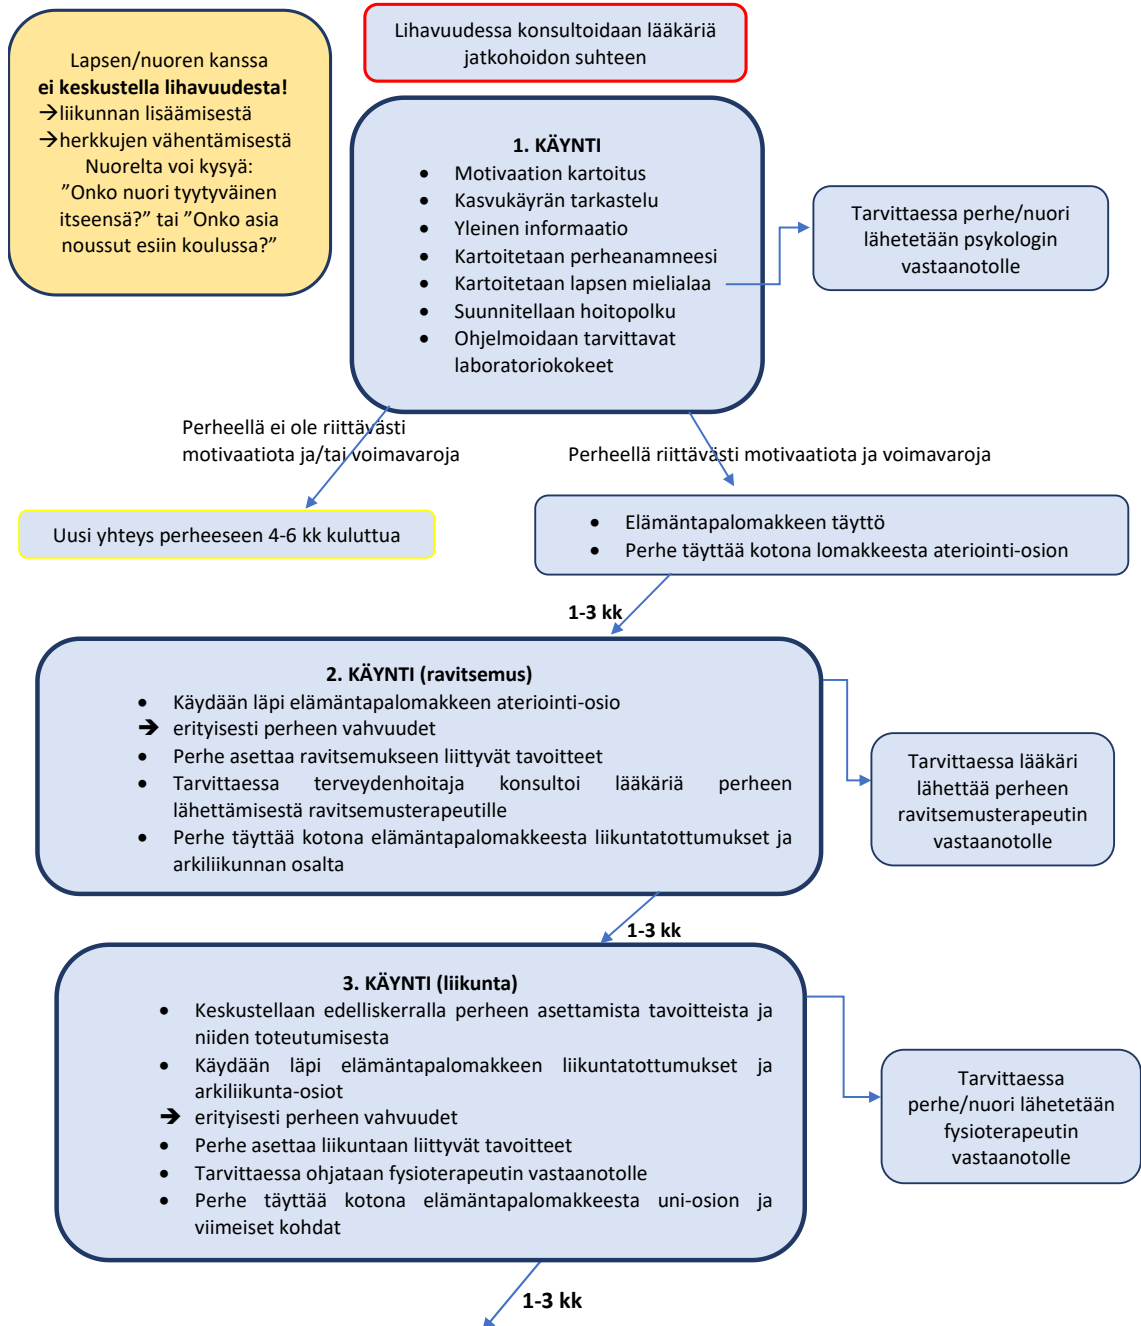 Lihavuudessa konsultoidaan lääkäriä
jatkohoidon suhteen
Lapsen/nuoren kanssa
ei keskustella lihavuudesta!
→liikunnan lisäämisestä
→herkkujen vähentämisestä
Nuorelta voi kysyä:
”Onko nuori tyytyväinen
itseensä?” tai ”Onko asia
noussut esiin koulussa?”
1. KÄYNTI
• Motivaation kartoitus
• Kasvukäyrän tarkastelu
• Yleinen informaatio
• Kartoitetaan perheanamneesi
• Kartoitetaan lapsen mielialaa
• Suunnitellaan hoitopolku
• Ohjelmoidaan tarvittavat
laboratoriokokeet
Tarvittaessa perhe/nuori
lähetetään psykologin
vastaanotolle
Perheellä ei ole riittävästi
motivaatiota ja/tai voimavaroja
Perheellä riittävästi motivaatiota ja voimavaroja
Uusi yhteys perheeseen 4-6 kk kuluttua
• Elämäntapalomakkeen täyttö
• Perhe täyttää kotona lomakkeesta ateriointi-osion
1-3 kk
2. KÄYNTI (ravitsemus)
• Käydään läpi elämäntapalomakkeen ateriointi-osio
→ erityisesti perheen vahvuudet
• Perhe asettaa ravitsemukseen liittyvät tavoitteet
• Tarvittaessa terveydenhoitaja konsultoi lääkäriä perheen
lähettämisestä ravitsemusterapeutille
• Perhe täyttää kotona elämäntapalomakkeesta liikuntatottumukset ja
arkiliikunnan osalta
Tarvittaessa lääkäri
lähettää perheen
ravitsemusterapeutin
vastaanotolle
1-3 kk
3. KÄYNTI (liikunta)
• Keskustellaan edelliskerralla perheen asettamista tavoitteista ja
niiden toteutumisesta
• Käydään läpi elämäntapalomakkeen liikuntatottumukset ja
arkiliikunta-osiot
→ erityisesti perheen vahvuudet
• Perhe asettaa liikuntaan liittyvät tavoitteet
• Tarvittaessa ohjataan fysioterapeutin vastaanotolle
• Perhe täyttää kotona elämäntapalomakkeesta uni-osion ja
viimeiset kohdat
Tarvittaessa
perhe/nuori lähetetään
fysioterapeutin
vastaanotolle
1-3 kk